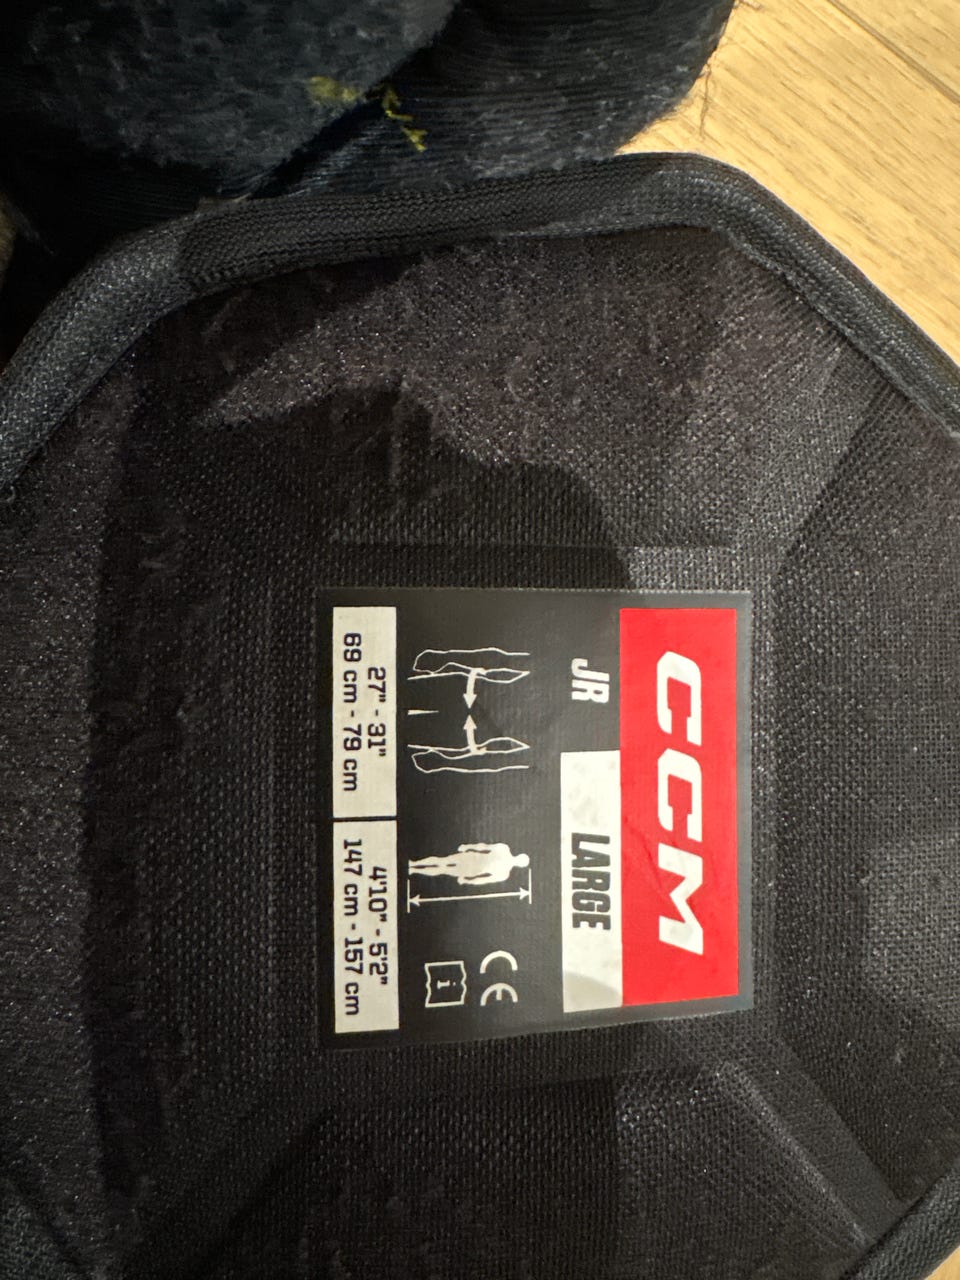 CCM
JR LARGE
CE
i
27" - 31"
69 cm - 79 cm
4'10" - 5'2"
147 cm - 157 cm